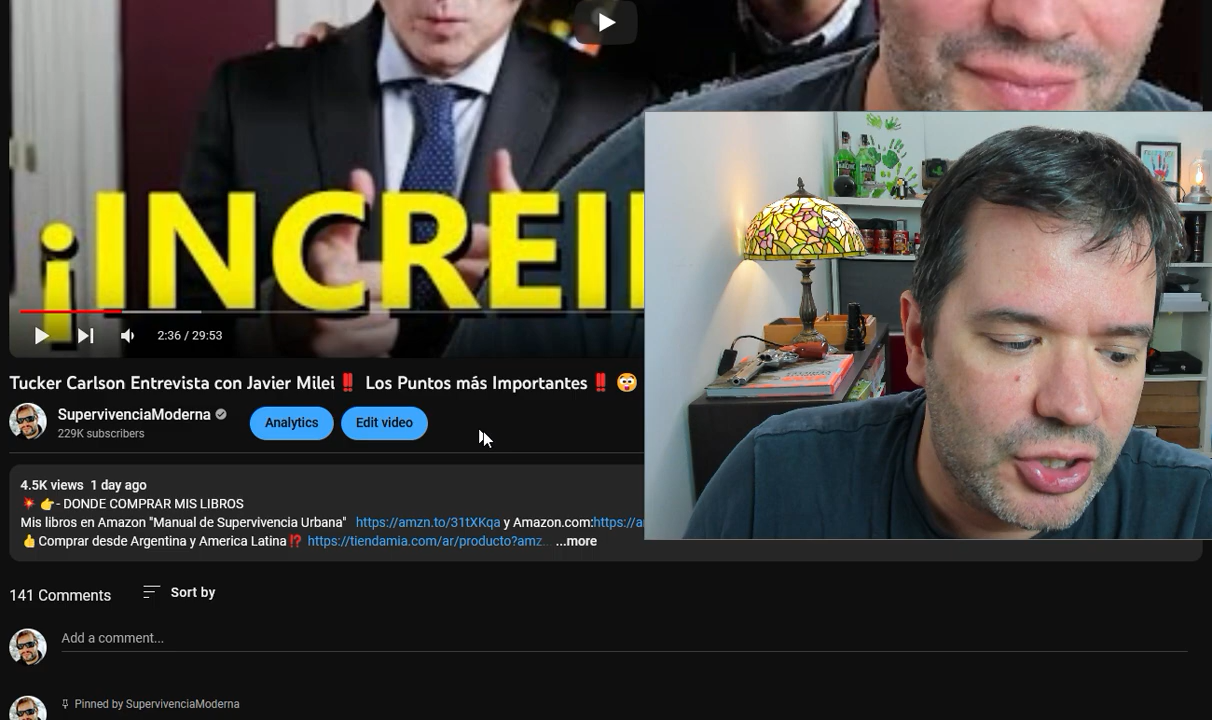 ¡INCREI
2:36 / 29:53
Tucker Carlson Entrevista con Javier Milei‼️ Los Puntos más Importantes‼️😳
SupervivenciaModerna
229K subscribers
Analytics
Edit video
4.5K views 1 day ago
💥 👉- DONDE COMPRAR MIS LIBROS
Mis libros en Amazon "Manual de Supervivencia Urbana" https://amzn.to/31tXKqa y Amazon.com:https://a
👍Comprar desde Argentina y America Latina⁉️ https://tiendamia.com/ar/producto?amz... ...more
141 Comments
Sort by
Add a comment...
Pinned by SupervivenciaModerna